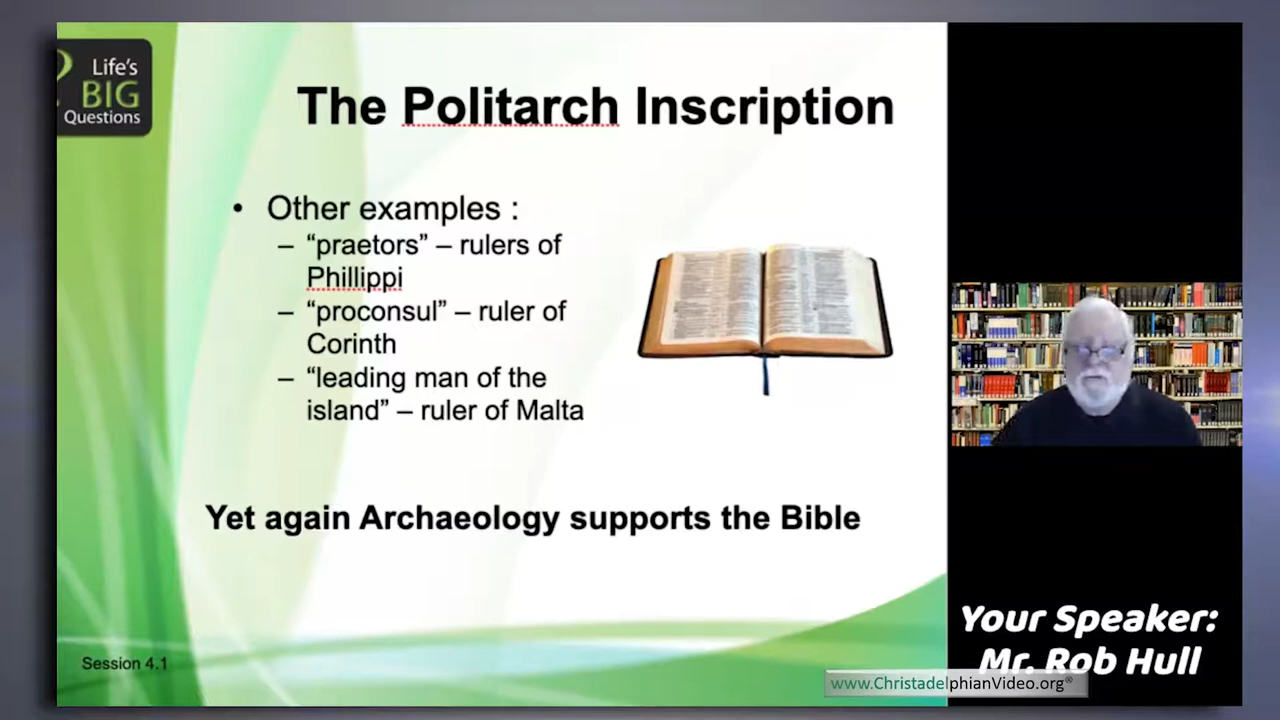 Life's
BIG
Questions
The Politarch Inscription
• Other examples :
– “praetors” – rulers of
Phillippi
– “proconsul” – ruler of
Corinth
– “leading man of the
island” – ruler of Malta
Yet again Archaeology supports the Bible
Session 4.1
Your Speaker:
Mr. Rob Hull
www.ChristadelphianVideo.org®